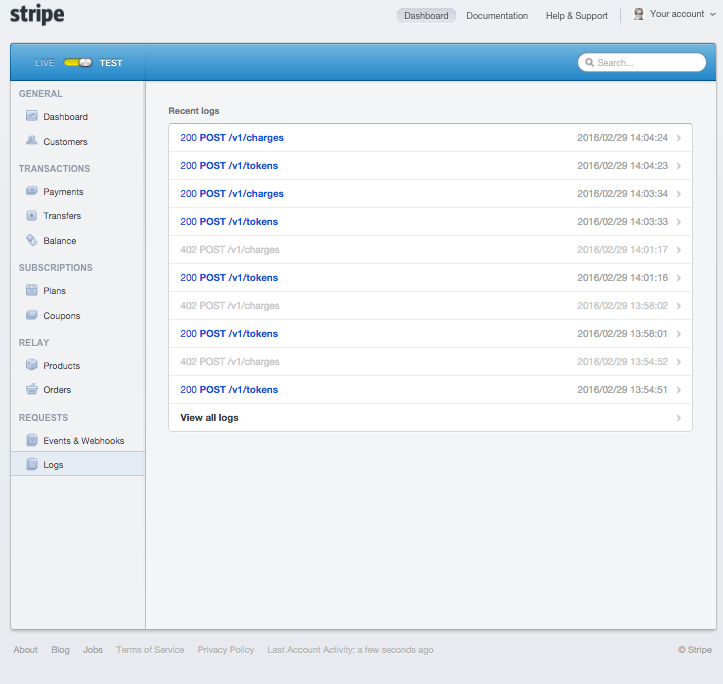 stripe
Dashboard Documentation Help & Support Your account
LIVE TEST Search...
GENERAL
Dashboard
Customers
TRANSACTIONS
Payments
Transfers
Balance
SUBSCRIPTIONS
Plans
Coupons
RELAY
Products
Orders
REQUESTS
Events & Webhooks
Logs
Recent logs
200 POST /v1/charges 2016/02/29 14:04:24
200 POST /v1/tokens 2016/02/29 14:04:23
200 POST /v1/charges 2016/02/29 14:03:34
200 POST /v1/tokens 2016/02/29 14:03:33
402 POST /v1/charges 2016/02/29 14:01:17
200 POST /v1/tokens 2016/02/29 14:01:16
402 POST /v1/charges 2016/02/29 13:58:02
200 POST /v1/tokens 2016/02/29 13:58:01
402 POST /v1/charges 2016/02/29 13:54:52
200 POST /v1/tokens 2016/02/29 13:54:51
View all logs
About Blog Jobs Terms of Service Privacy Policy Last Account Activity: a few seconds ago © Stripe